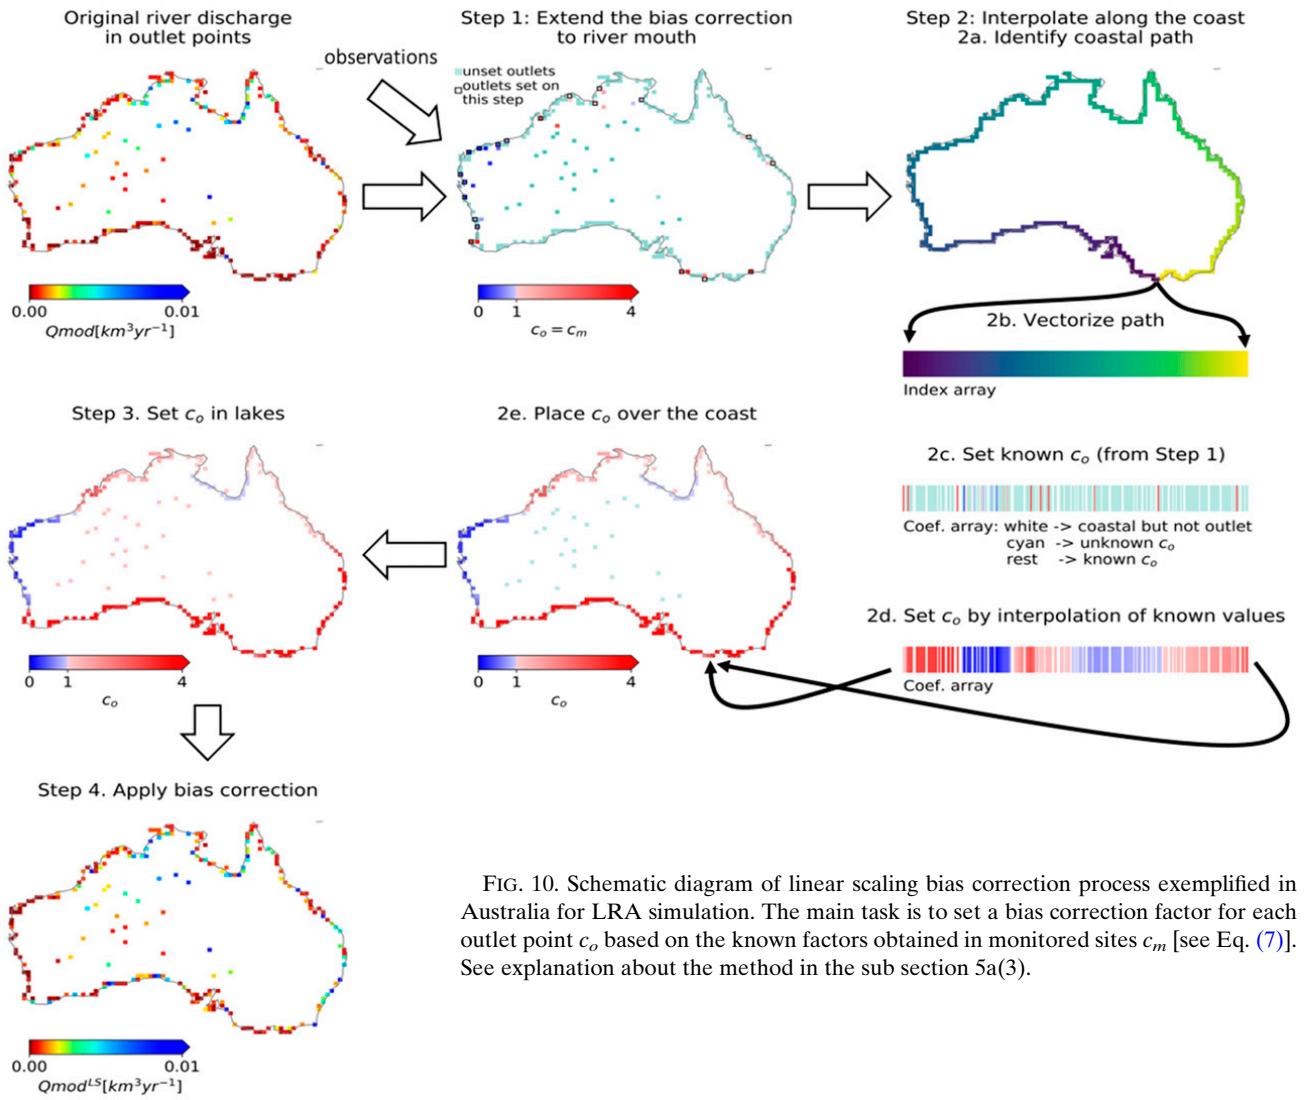 Original river discharge
in outlet points
observations
Step 1: Extend the bias correction
to river mouth
unset outlets
outlets set on
this step
Step 2: Interpolate along the coast
2a. Identify coastal path
0.00
0.01
Qmod[km³yr⁻¹]
0
1
4
cₒ = cₘ
2b. Vectorize path
Index array
Step 3. Set cₒ in lakes
2e. Place cₒ over the coast
2c. Set known cₒ (from Step 1)
Coef. array: white -> coastal but not outlet
cyan -> unknown cₒ
rest -> known cₒ
2d. Set cₒ by interpolation of known values
Coef. array
0
1
4
cₒ
0
1
4
cₒ
Step 4. Apply bias correction
0.00
0.01
Qmodᴸˢ[km³yr⁻¹]
FIG. 10. Schematic diagram of linear scaling bias correction process exemplified in
Australia for LRA simulation. The main task is to set a bias correction factor for each
outlet point cₒ based on the known factors obtained in monitored sites cₘ [see Eq. (7)].
See explanation about the method in the sub section 5a(3).